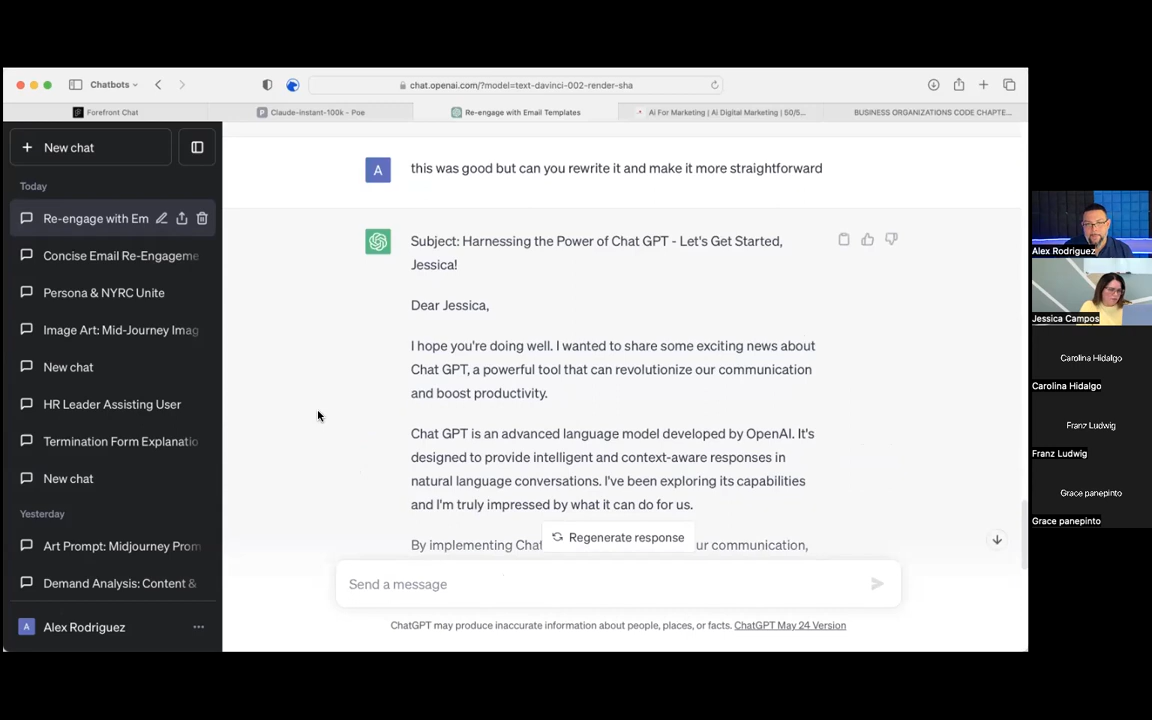 Chatbots
chat.openai.com/?model=text-davinci-002-render-sha
Forefront Chat
Claude-instant-100k - Poe
Re-engage with Email Templates
Ai For Marketing | Ai Digital Marketing | 50/5...
BUSINESS ORGANIZATIONS CODE CHAPTE...
New chat
Today
Re-engage with Em
Concise Email Re-Engageme
Persona & NYRC Unite
Image Art: Mid-Journey Imag
New chat
HR Leader Assisting User
Termination Form Explanatio
New chat
Yesterday
Art Prompt: Midjourney Prom
Demand Analysis: Content &
A
Alex Rodriguez
A
this was good but can you rewrite it and make it more straightforward
Subject: Harnessing the Power of Chat GPT - Let's Get Started,
Jessica!
Dear Jessica,
I hope you're doing well. I wanted to share some exciting news about
Chat GPT, a powerful tool that can revolutionize our communication
and boost productivity.
Chat GPT is an advanced language model developed by OpenAI. It's
designed to provide intelligent and context-aware responses in
natural language conversations. I've been exploring its capabilities
and I'm truly impressed by what it can do for us.
By implementing Chat ur communication,
Regenerate response
Send a message
ChatGPT may produce inaccurate information about people, places, or facts. ChatGPT May 24 Version
Alex Rodriguez
Jessica Campos
Carolina Hidalgo
Carolina Hidalgo
Franz Ludwig
Franz Ludwig
Grace panepinto
Grace panepinto